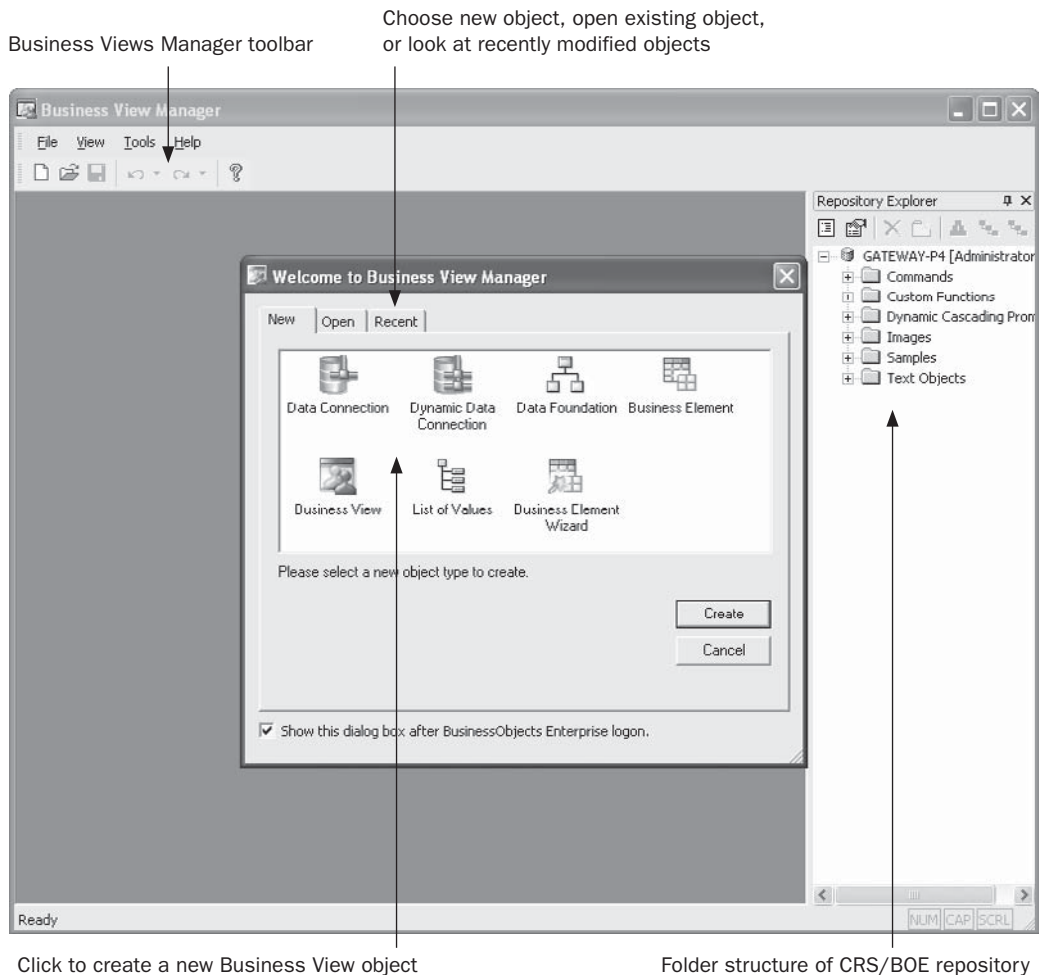 Choose new object, open existing object,
Business Views Manager toolbar
or look at recently modified objects
Business View Manager
File View Tools Help
Repository Explorer
GATEWAY-P4 [Administrator
Commands
Custom Functions
Dynamic Cascading Prom
Images
Samples
Text Objects
Welcome to Business View Manager
New Open Recent
Data Connection Dynamic Data Connection Data Foundation Business Element
Business View List of Values Business Element Wizard
Please select a new object type to create.
Create
Cancel
Show this dialog box after BusinessObjects Enterprise logon.
Ready
NUM CAP SCRL
Click to create a new Business View object
Folder structure of CRS/BOE repository